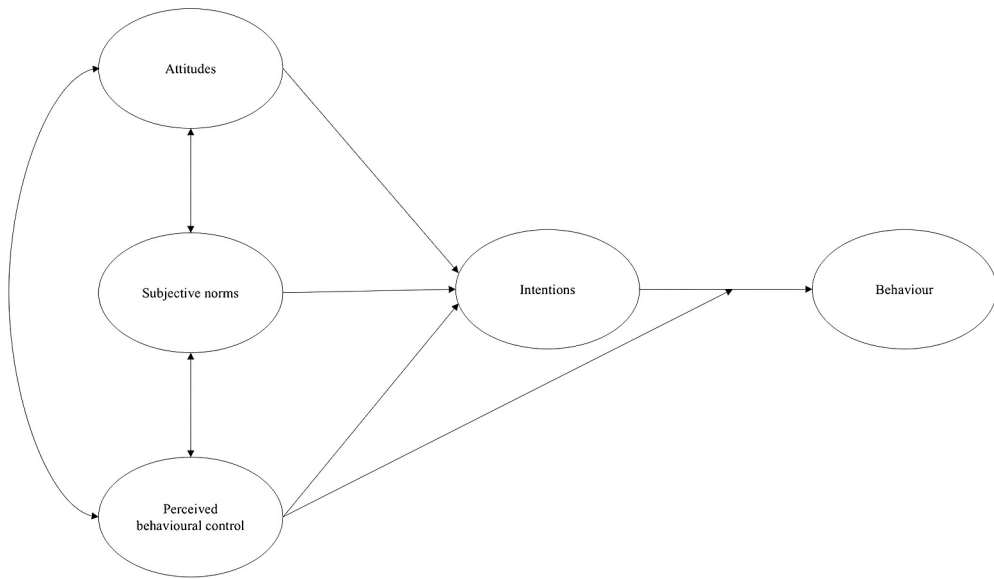 Attitudes
Subjective norms
Intentions
Behaviour
Perceived
behavioural control